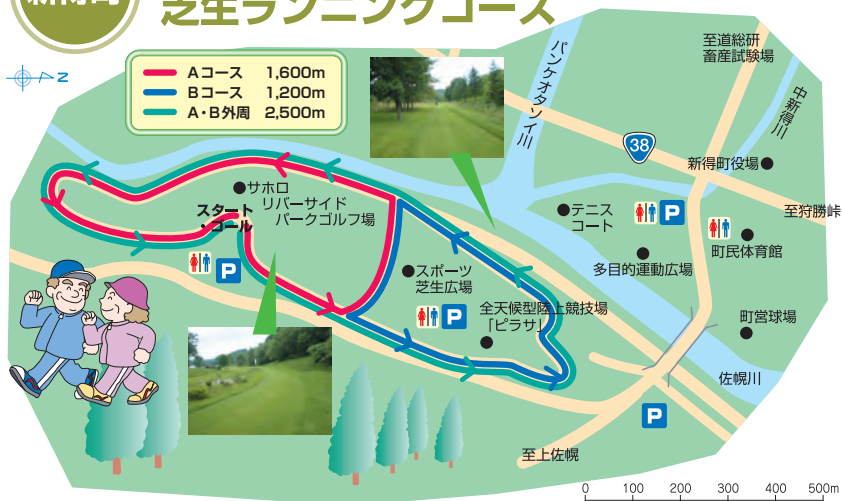 芝生ランニングコース
N
Aコース 1,600m
Bコース 1,200m
A・B外周 2,500m
パンケオタソイ川
至道総研
畜産試験場
中新得川
38
新得町役場
至狩勝峠
サホロ
リバーサイド
パークゴルフ場
スタート
・ゴール
テニス
コート
P
町民体育館
多目的運動広場
スポーツ
芝生広場
P
P
全天候型陸上競技場
「ピラサ」
町営球場
佐幌川
P
至上佐幌
0 100 200 300 400 500m